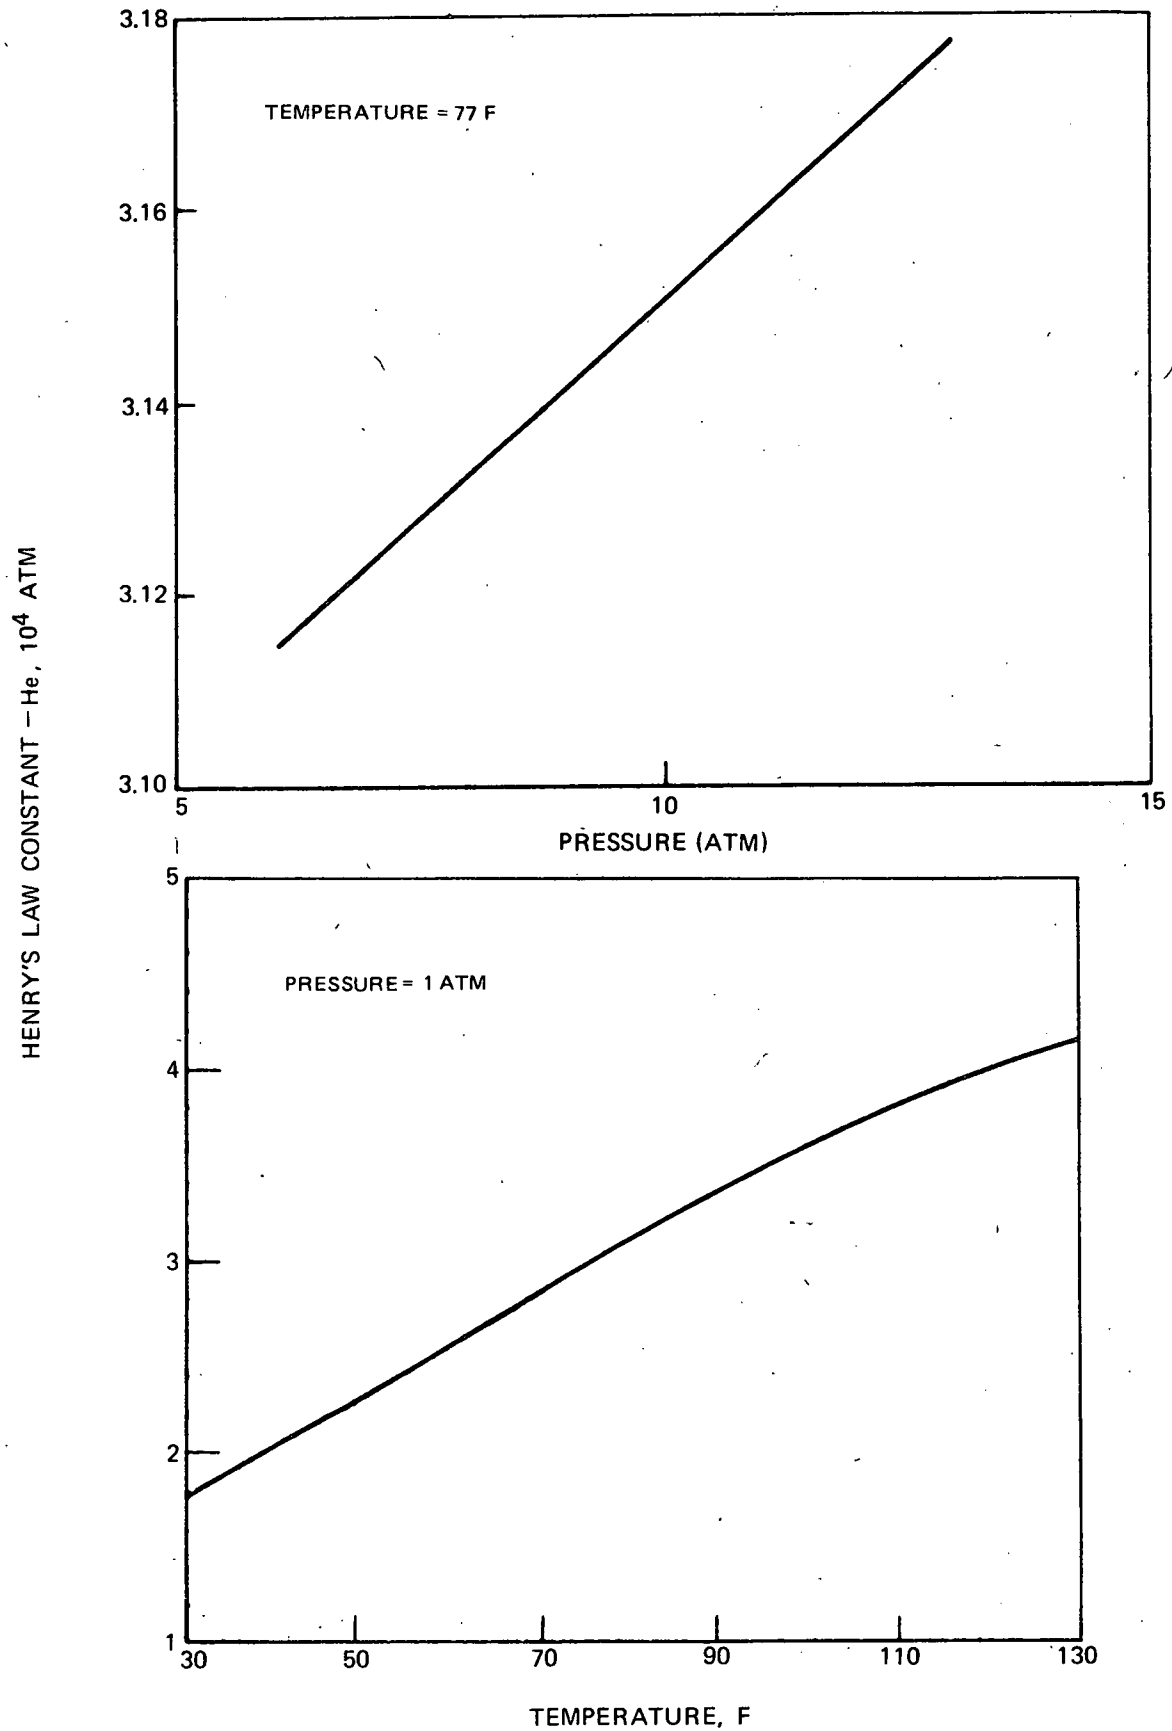 HENRY'S LAW CONSTANT – He, 10⁴ ATM
3.18
TEMPERATURE = 77 F
3.16
3.14
3.12
3.10
5 10 15
PRESSURE (ATM)
5
PRESSURE = 1 ATM
4
3
2
1
30 50 70 90 110 130
TEMPERATURE, F